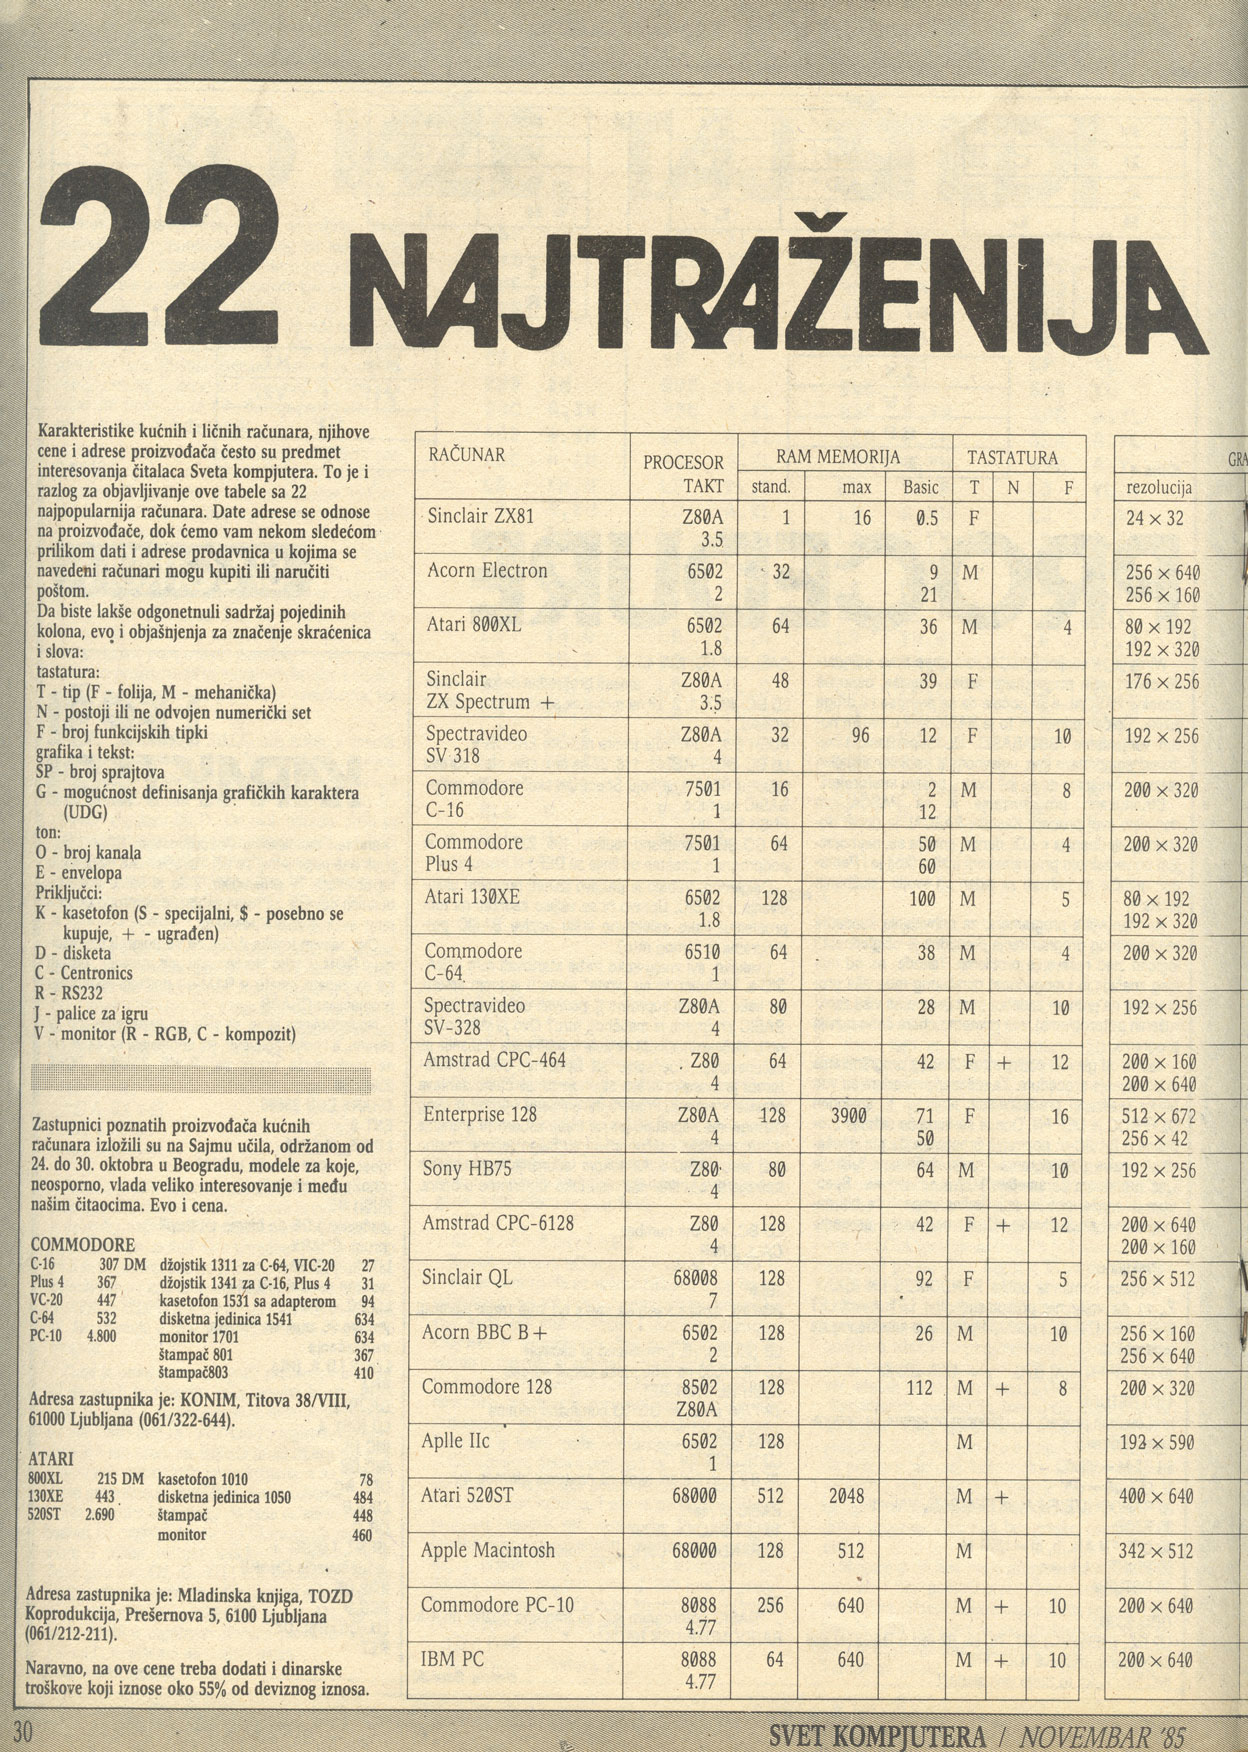 22 NAJTRAŽENIJA
Karakteristike kućnih i ličnih računara, njihove
cene i adrese proizvođača često su predmet
interesovanja čitalaca Sveta kompjutera. To je i
razlog za objavljivanje ove tabele sa 22
najpopularnija računara. Date adrese se odnose
na proizvođače, dok ćemo vam nekom sledećom
prilikom dati i adrese prodavnica u kojima se
navedeni računari mogu kupiti ili naručiti
poštom.
Da biste lakše odgonetnuli sadržaj pojedinih
kolona, evo i objašnjenja za značenje skraćenica
i slova:
tastatura:
T - tip (F - folija, M - mehanička)
N - postoji ili ne odvojen numerički set
F - broj funkcijskih tipki
grafika i tekst:
SP - broj sprajtova
G - mogućnost definisanja grafičkih karaktera
(UDG)
ton:
O - broj kanala
E - envelopa
Priključci:
K - kasetofon (S - specijalni, $ - posebno se
kupuje, + - ugrađen)
D - disketa
C - Centronics
R - RS232
J - palice za igru
V - monitor (R - RGB, C - kompozit)
Zastupnici poznatih proizvođača kućnih
računara izložili su na Sajmu učila, održanom od
24. do 30. oktobra u Beogradu, modele za koje,
neosporno, vlada veliko interesovanje i među
našim čitaocima. Evo i cena.
COMMODORE
C-16 307 DM džojstik 1311 za C-64, VIC-20 27
Plus 4 367 džojstik 1341 za C-16, Plus 4 31
VC-20 447 kasetofon 1531 sa adapterom 94
C-64 532 disketna jedinica 1541 634
PC-10 4.800 monitor 1701 634
štampač 801 367
štampač803 410
Adresa zastupnika je: KONIM, Titova 38/VIII,
61000 Ljubljana (061/322-644).
ATARI
800XL 215 DM kasetofon 1010 78
130XE 443 disketna jedinica 1050 484
520ST 2.690 štampač 448
monitor 460
Adresa zastupnika je: Mladinska knjiga, TOZD
Koprodukcija, Prešernova 5, 6100 Ljubljana
(061/212-211).
Naravno, na ove cene treba dodati i dinarske
troškove koji iznose oko 55% od deviznog iznosa.
RAČUNAR PROCESOR RAM MEMORIJA TASTATURA GRA
TAKT stand. max Basic T N F rezolucija
Sinclair ZX81 Z80A 1 16 0.5 F 24 × 32
3.5
Acorn Electron 6502 32 9 M 256 × 640
2 21 256 × 160
Atari 800XL 6502 64 36 M 4 80 × 192
1.8 192 × 320
Sinclair Z80A 48 39 F 176 × 256
ZX Spectrum + 3.5
Spectravideo Z80A 32 96 12 F 10 192 × 256
SV 318 4
Commodore 7501 16 2 M 8 200 × 320
C-16 1 12
Commodore 7501 64 50 M 4 200 × 320
Plus 4 1 60
Atari 130XE 6502 128 100 M 5 80 × 192
1.8 192 × 320
Commodore 6510 64 38 M 4 200 × 320
C-64 1
Spectravideo Z80A 80 28 M 10 192 × 256
SV-328 4
Amstrad CPC-464 Z80 64 42 F + 12 200 × 160
4 200 × 640
Enterprise 128 Z80A 128 3900 71 F 16 512 × 672
4 50 256 × 42
Sony HB75 Z80 80 64 M 10 192 × 256
4
Amstrad CPC-6128 Z80 128 42 F + 12 200 × 640
4 200 × 160
Sinclair QL 68008 128 92 F 5 256 × 512
7
Acorn BBC B+ 6502 128 26 M 10 256 × 160
2 256 × 640
Commodore 128 8502 128 112 M + 8 200 × 320
Z80A
Aplle IIc 6502 128 M 192 × 590
1
Atari 520ST 68000 512 2048 M + 400 × 640
Apple Macintosh 68000 128 512 M 342 × 512
Commodore PC-10 8088 256 640 M + 10 200 × 640
4.77
IBM PC 8088 64 640 M + 10 200 × 640
4.77
30
SVET KOMPJUTERA / NOVEMBAR '85